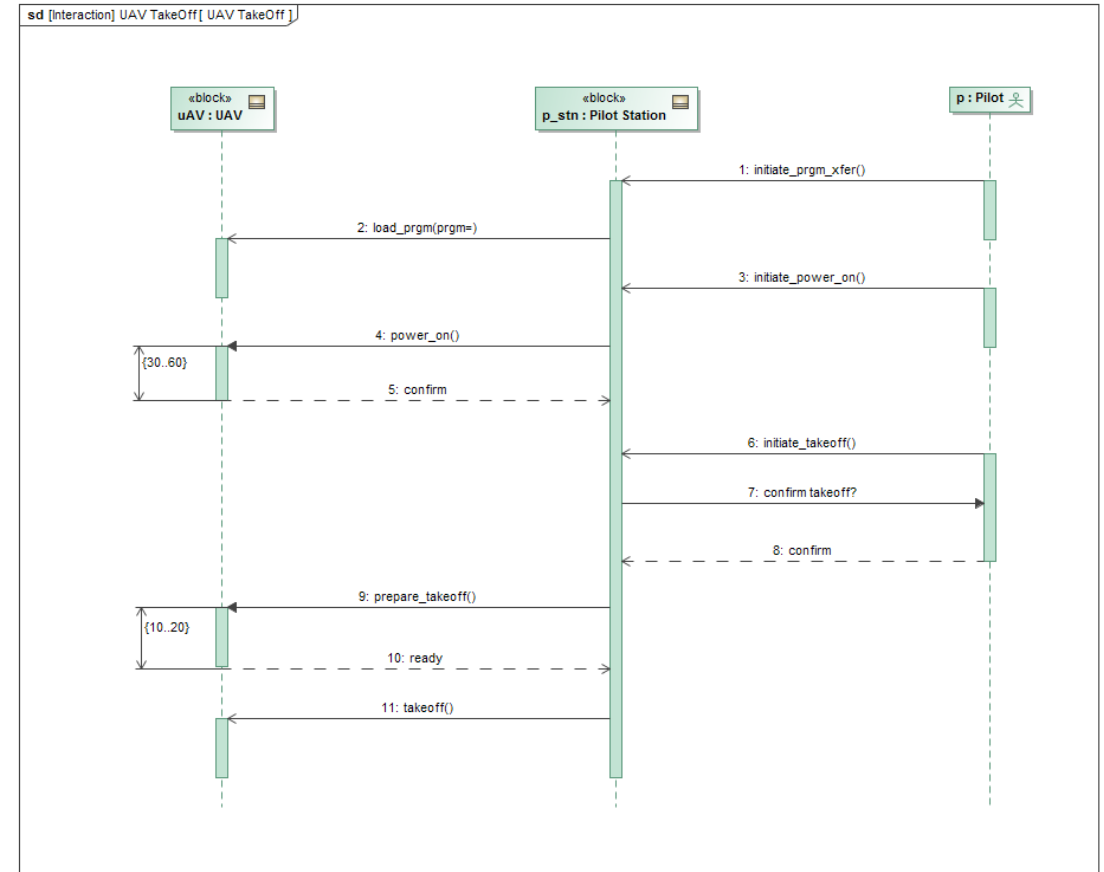 sd [Interaction] UAV TakeOff[ UAV TakeOff ]
«block»
uAV : UAV
«block»
p_stn : Pilot Station
p : Pilot
1: initiate_prgm_xfer()
2: load_prgm(prgm=)
3: initiate_power_on()
4: power_on()
{30..60}
5: confirm
6: initiate_takeoff()
7: confirm takeoff?
8: confirm
9: prepare_takeoff()
{10..20}
10: ready
11: takeoff()